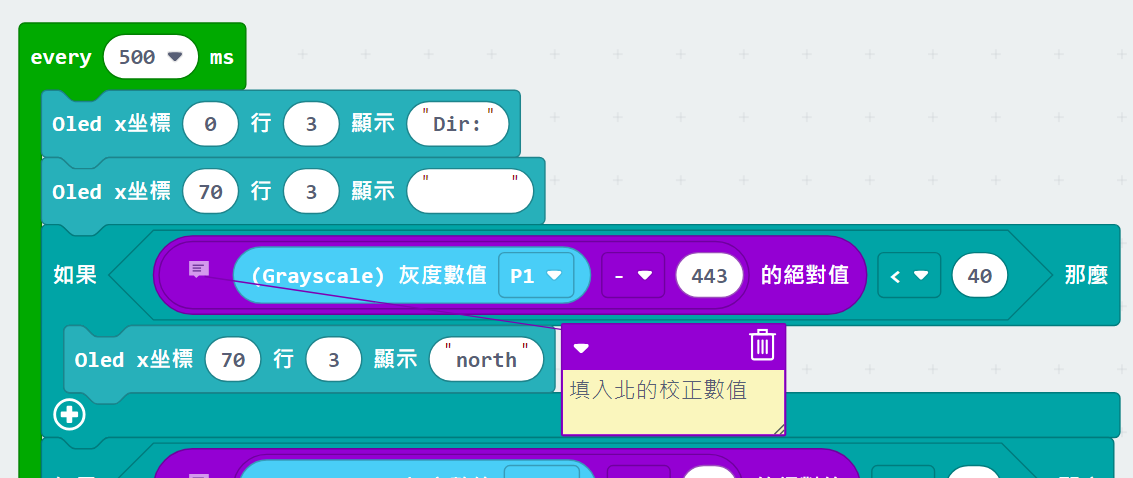 every 500 ms
Oled x坐標 0 行 3 顯示 "Dir:"
Oled x坐標 70 行 3 顯示 " "
如果 (Grayscale) 灰度數值 P1 - 443 的絕對值 < 40 那麼
Oled x坐標 70 行 3 顯示 "north"
填入北的校正數值